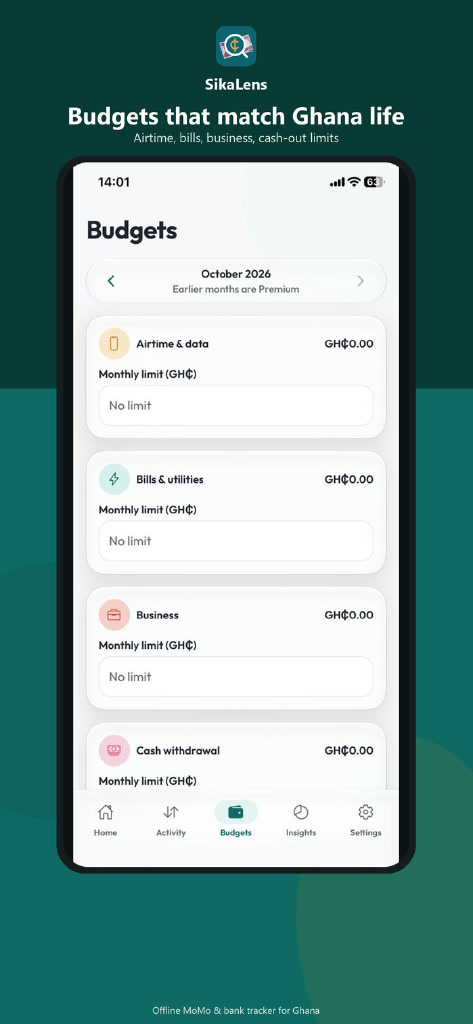 SikaLens
Budgets that match Ghana life
Airtime, bills, business, cash-out limits
14:01
63
Budgets
October 2026
Earlier months are Premium
Airtime & data
GH₵0.00
Monthly limit (GH₵)
No limit
Bills & utilities
GH₵0.00
Monthly limit (GH₵)
No limit
Business
GH₵0.00
Monthly limit (GH₵)
No limit
Cash withdrawal
GH₵0.00
Monthly limit (GH₵)
Home
Activity
Budgets
Insights
Settings
Offline MoMo & bank tracker for Ghana